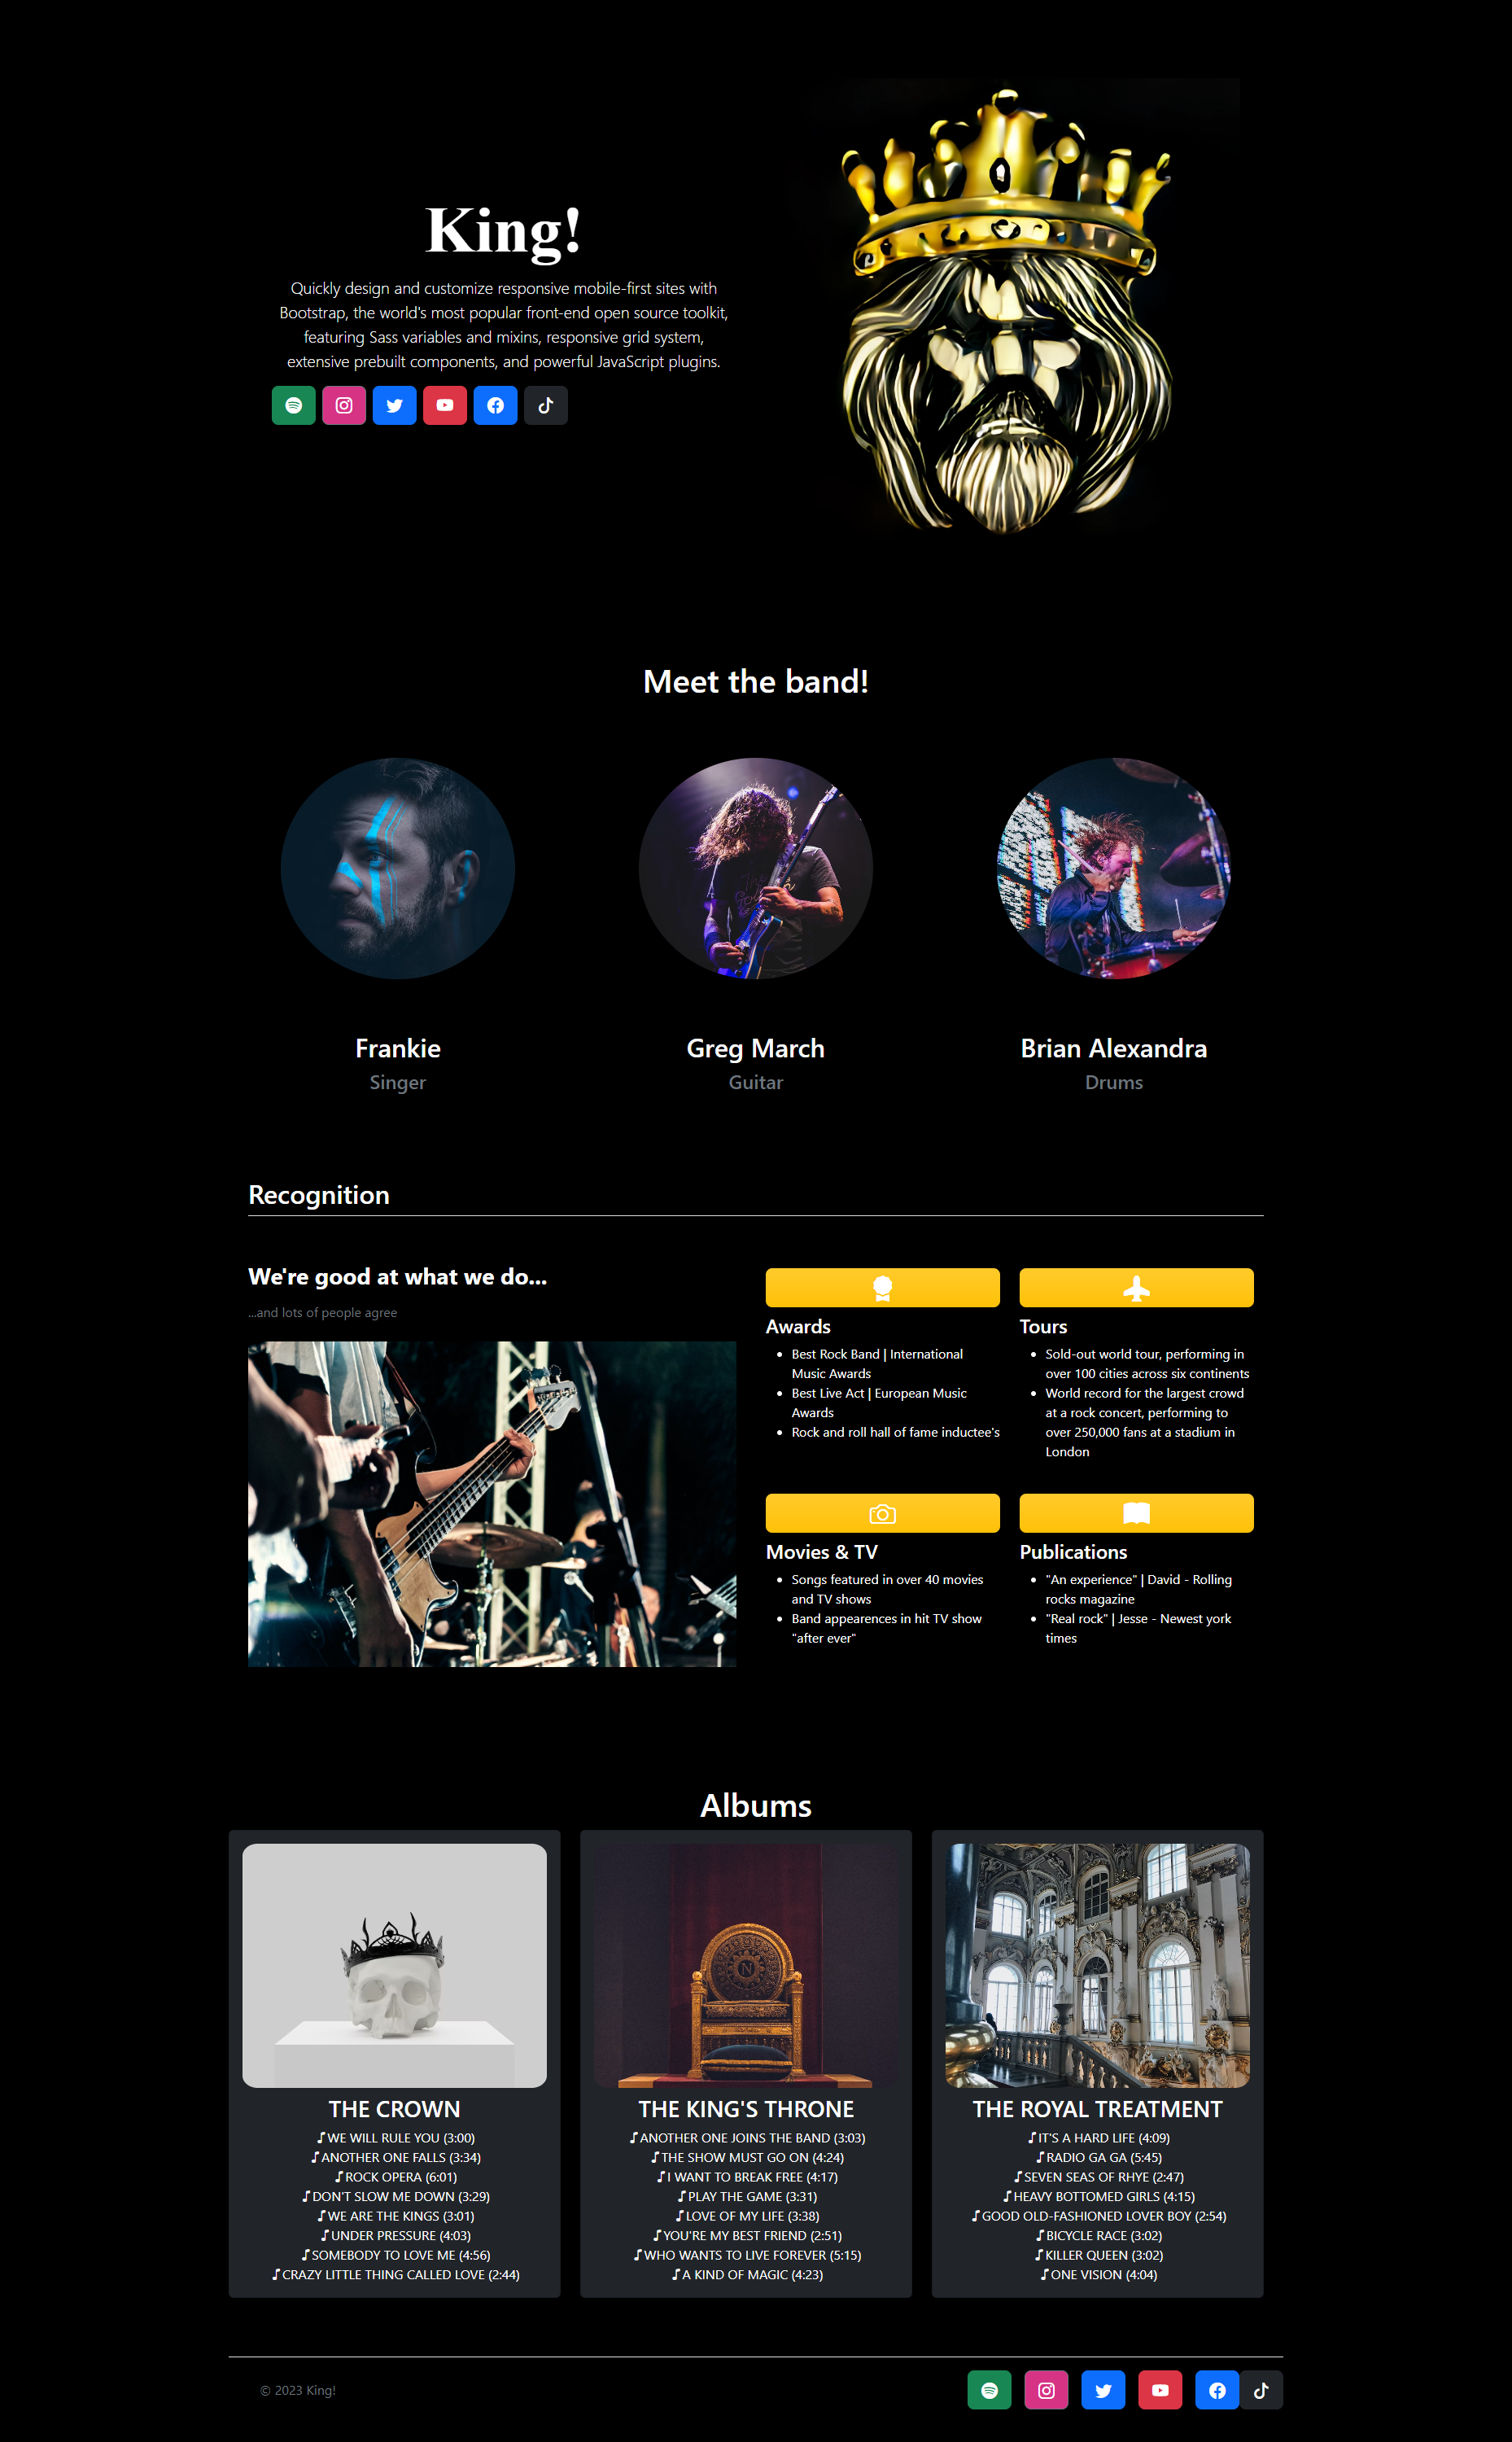 King!
Quickly design and customize responsive mobile-first sites with
Bootstrap, the world's most popular front-end open source toolkit,
featuring Sass variables and mixins, responsive grid system,
extensive prebuilt components, and powerful JavaScript plugins.
Meet the band!
Frankie
Singer
Greg March
Guitar
Brian Alexandra
Drums
Recognition
We're good at what we do...
...and lots of people agree
Awards
Best Rock Band | International
Music Awards
Best Live Act | European Music
Awards
Rock and roll hall of fame inductee's
Tours
Sold-out world tour, performing in
over 100 cities across six continents
World record for the largest crowd
at a rock concert, performing to
over 250,000 fans at a stadium in
London
Movies & TV
Songs featured in over 40 movies
and TV shows
Band appearences in hit TV show
"after ever"
Publications
"An experience" | David - Rolling
rocks magazine
"Real rock" | Jesse - Newest york
times
Albums
N
THE CROWN
WE WILL RULE YOU (3:00)
ANOTHER ONE FALLS (3:34)
ROCK OPERA (6:01)
DON'T SLOW ME DOWN (3:29)
WE ARE THE KINGS (3:01)
UNDER PRESSURE (4:03)
SOMEBODY TO LOVE ME (4:56)
CRAZY LITTLE THING CALLED LOVE (2:44)
THE KING'S THRONE
ANOTHER ONE JOINS THE BAND (3:03)
THE SHOW MUST GO ON (4:24)
I WANT TO BREAK FREE (4:17)
PLAY THE GAME (3:31)
LOVE OF MY LIFE (3:38)
YOU'RE MY BEST FRIEND (2:51)
WHO WANTS TO LIVE FOREVER (5:15)
A KIND OF MAGIC (4:23)
THE ROYAL TREATMENT
IT'S A HARD LIFE (4:09)
RADIO GA GA (5:45)
SEVEN SEAS OF RHYE (2:47)
HEAVY BOTTOMED GIRLS (4:15)
GOOD OLD-FASHIONED LOVER BOY (2:54)
BICYCLE RACE (3:02)
KILLER QUEEN (3:02)
ONE VISION (4:04)
© 2023 King!